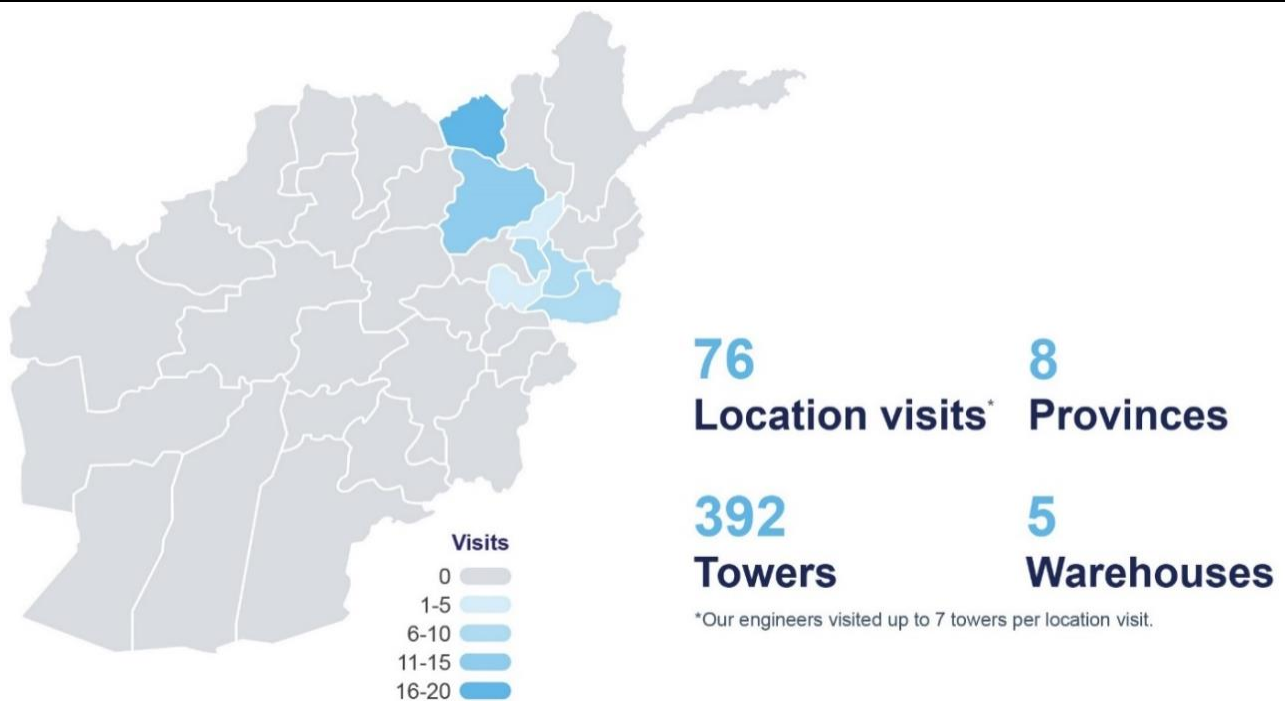 76
Location visits*
8
Provinces
392
Towers
5
Warehouses
*Our engineers visited up to 7 towers per location visit.
Visits
0
1-5
6-10
11-15
16-20